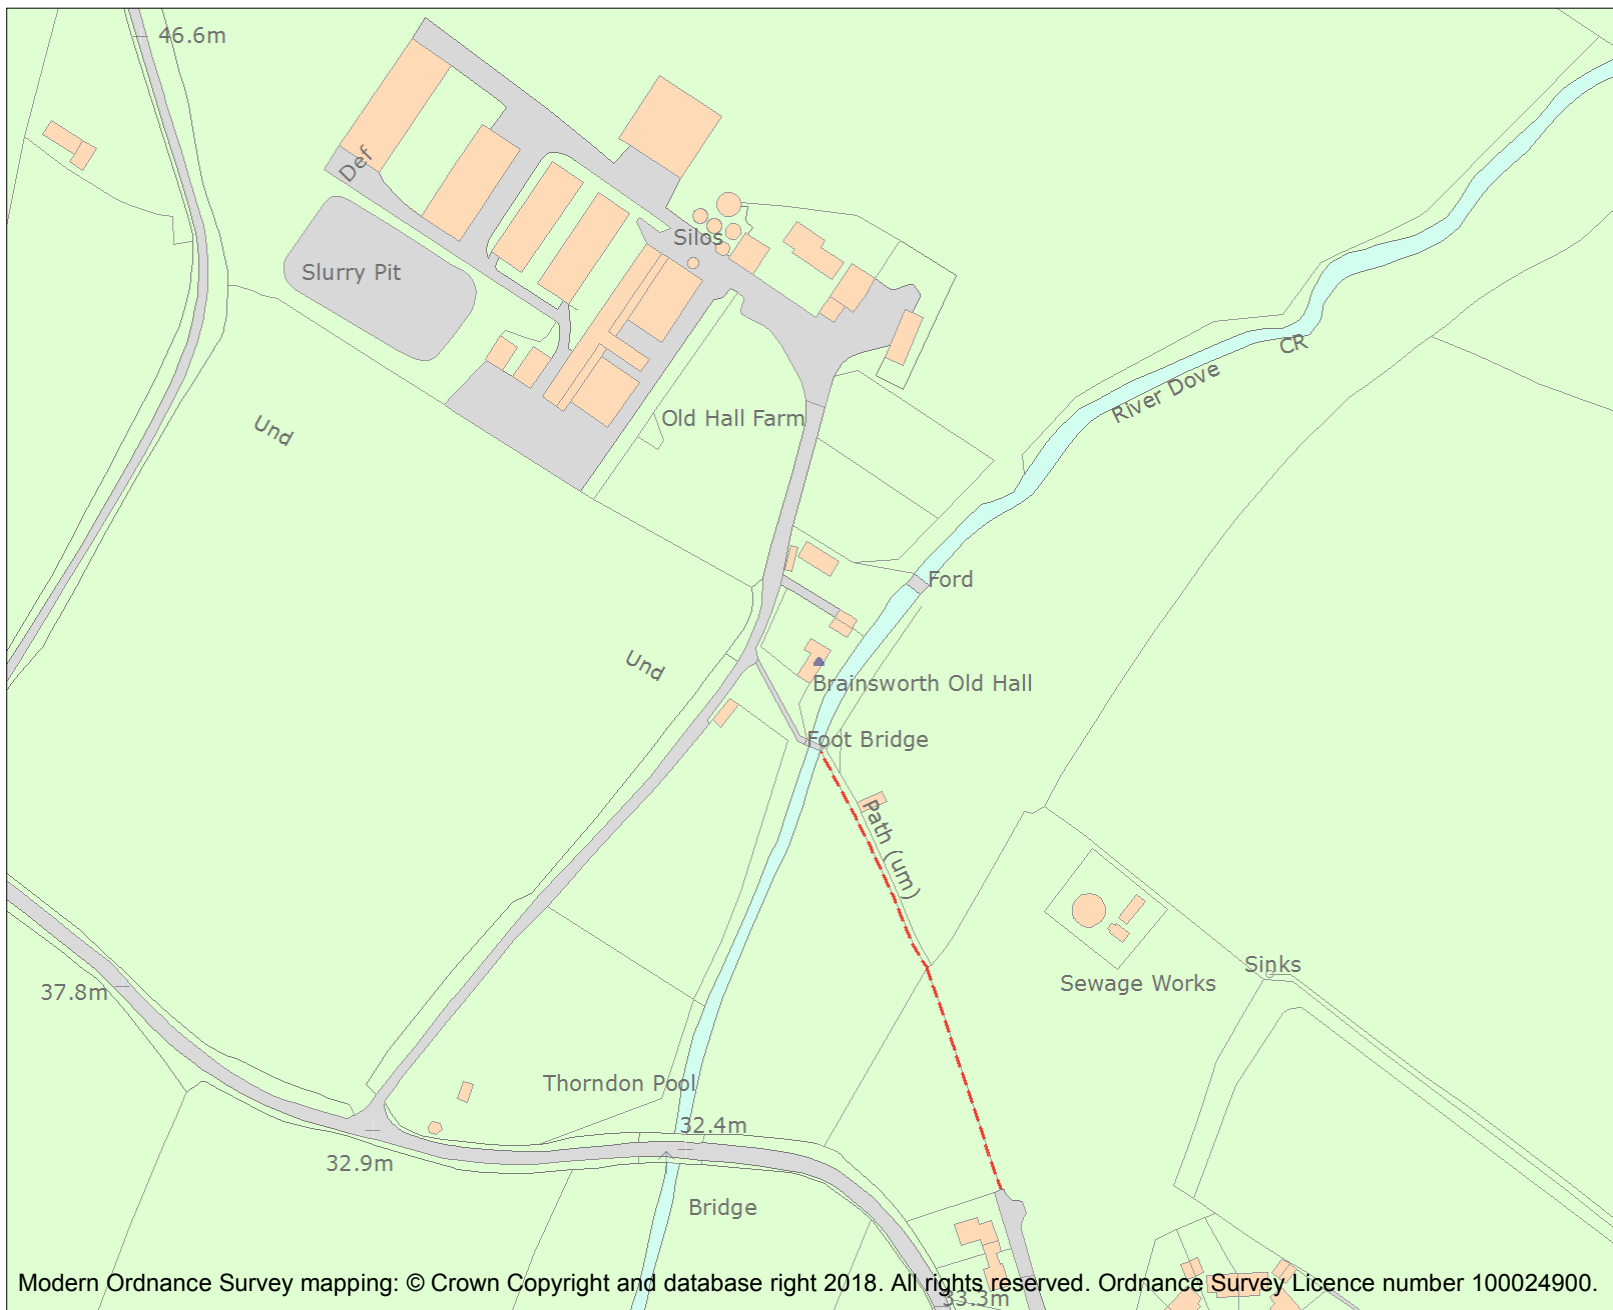 46.6m
Def
Silos
Slurry Pit
CR
River Dove
Old Hall Farm
Und
Ford
Und
Brainsworth Old Hall
Foot Bridge
Path (um)
Sinks
Sewage Works
37.8m
Thorndon Pool
32.4m
32.9m
Bridge
Modern Ordnance Survey mapping: © Crown Copyright and database right 2018. All rights reserved. Ordnance Survey Licence number 100024900.
33.3m